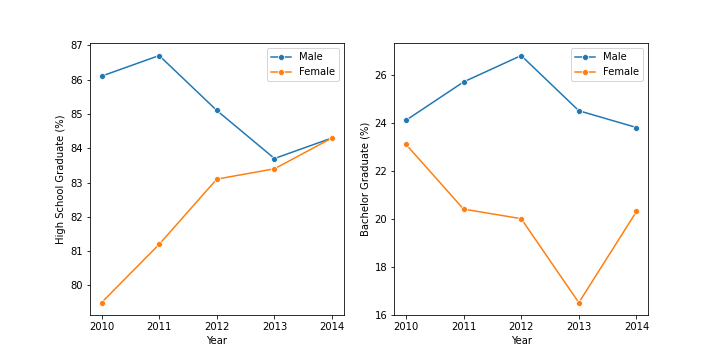 87
86
85
84
83
82
81
80
High School Graduate (%)
Male
Female
2010 2011 2012 2013 2014
Year
26
24
22
20
18
16
Bachelor Graduate (%)
Male
Female
2010 2011 2012 2013 2014
Year